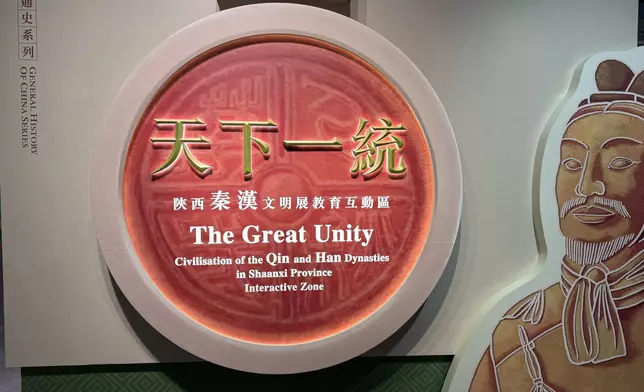 通史系列
GENERAL HISTORY
OF CHINA SERIES
天下一統
陝西秦漢文明展教育互動區
The Great Unity
Civilisation of the Qin and Han Dynasties
in Shaanxi Province
Interactive Zone